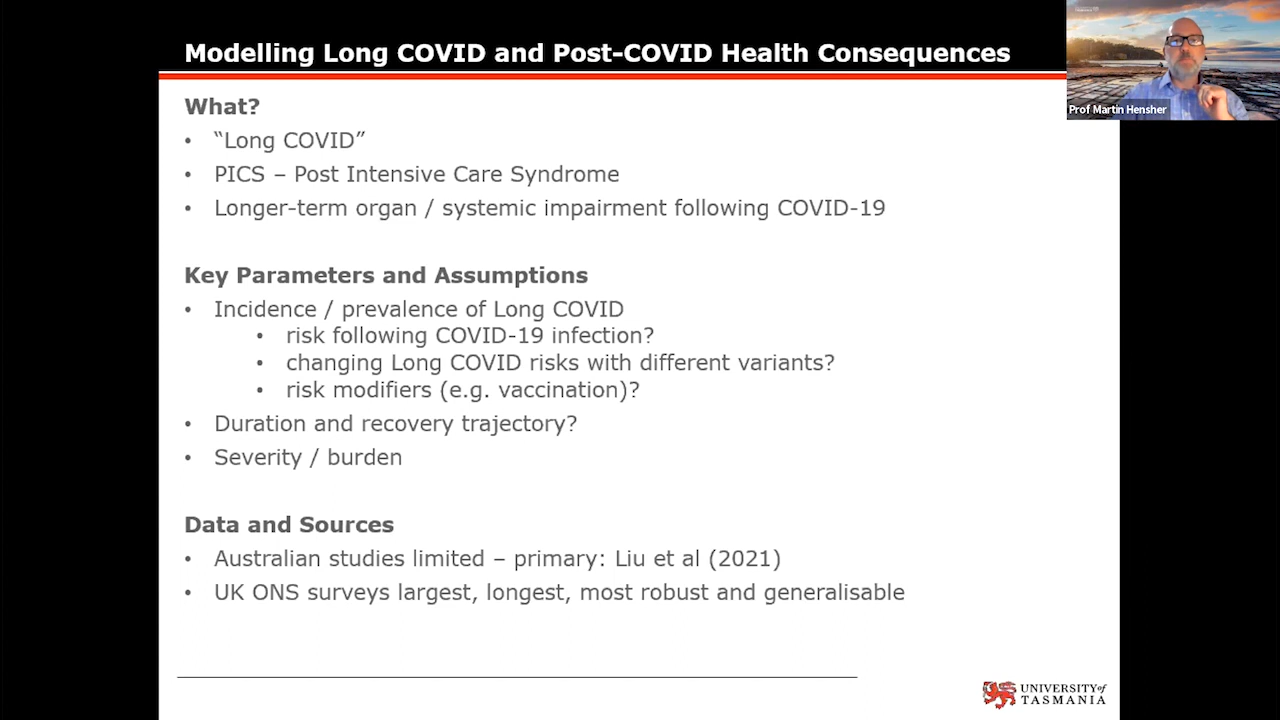 Modelling Long COVID and Post-COVID Health Consequences
Prof Martin Hensher
What?
• “Long COVID”
• PICS – Post Intensive Care Syndrome
• Longer-term organ / systemic impairment following COVID-19
Key Parameters and Assumptions
• Incidence / prevalence of Long COVID
• risk following COVID-19 infection?
• changing Long COVID risks with different variants?
• risk modifiers (e.g. vaccination)?
• Duration and recovery trajectory?
• Severity / burden
Data and Sources
• Australian studies limited – primary: Liu et al (2021)
• UK ONS surveys largest, longest, most robust and generalisable
UNIVERSITY of
TASMANIA